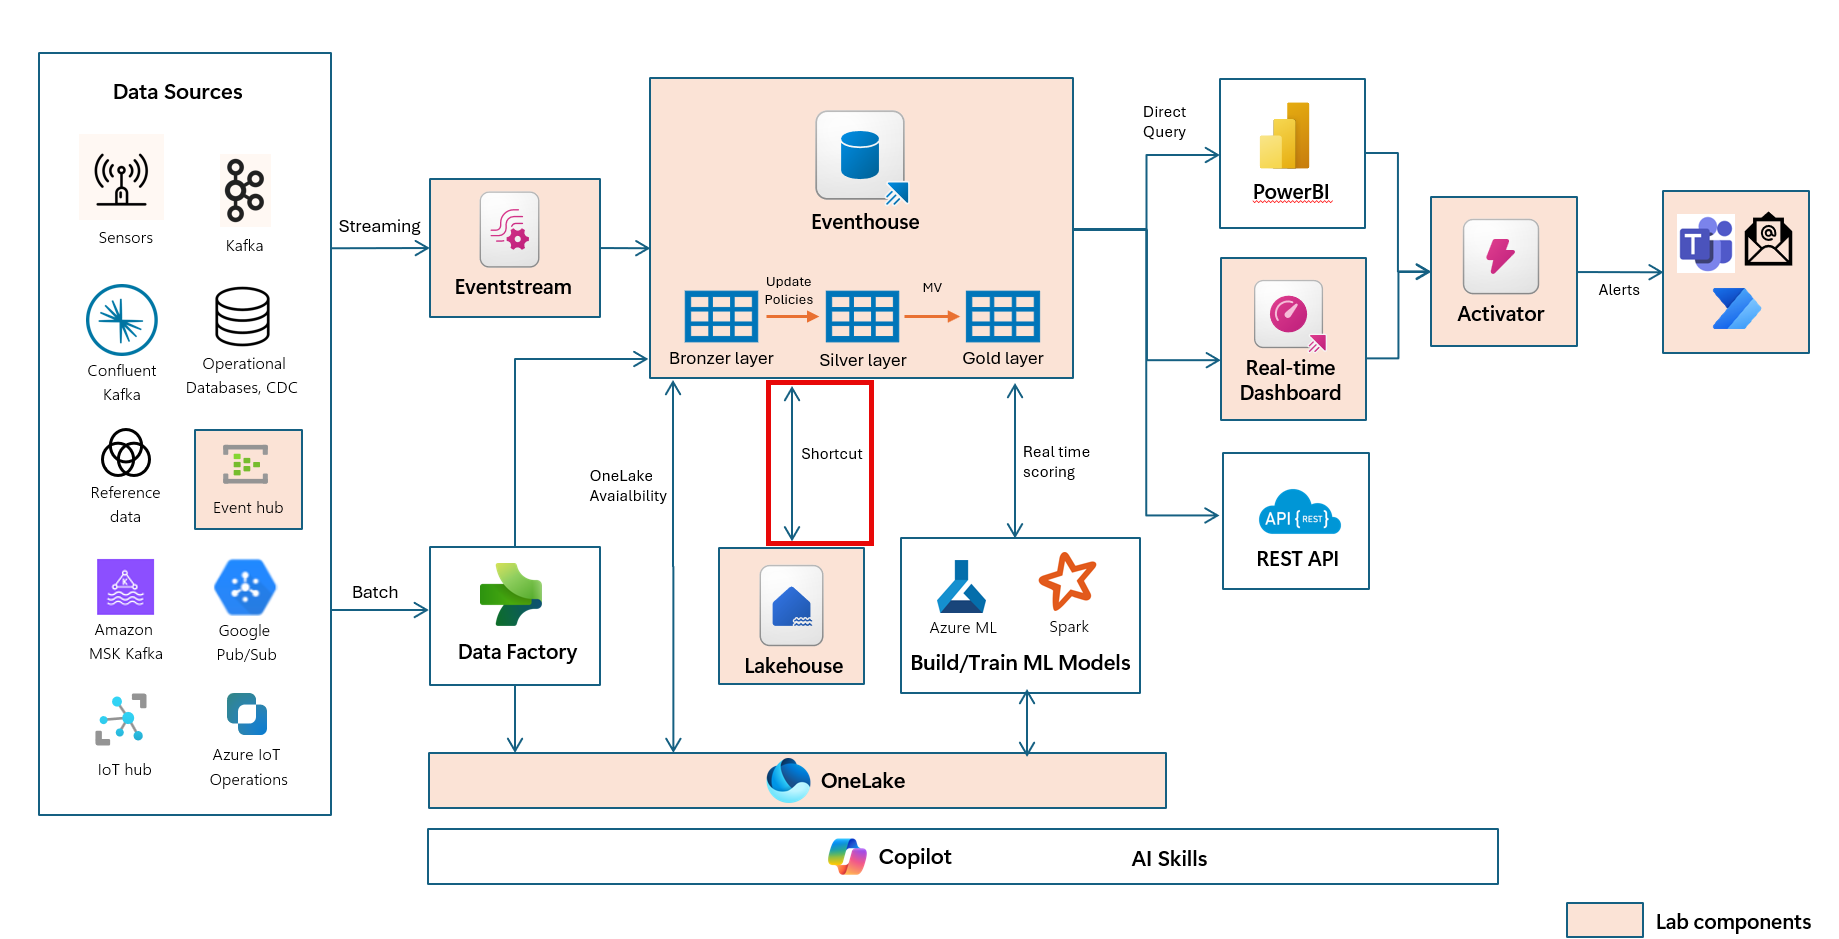 Data Sources
Sensors
Kafka
Confluent
Kafka
Operational
Databases, CDC
Reference
data
Event hub
Amazon
MSK Kafka
Google
Pub/Sub
IoT hub
Azure IoT
Operations
Streaming
Batch
Eventstream
Data Factory
Eventhouse
Update
Policies
MV
Bronzer layer
Silver layer
Gold layer
OneLake
Avaialbility
Shortcut
Real time
scoring
Lakehouse
Azure ML
Spark
Build/Train ML Models
Direct
Query
PowerBI
Real-time
Dashboard
API {REST}
REST API
Activator
Alerts
T
@
K
OneLake
Copilot
AI Skills
Lab components